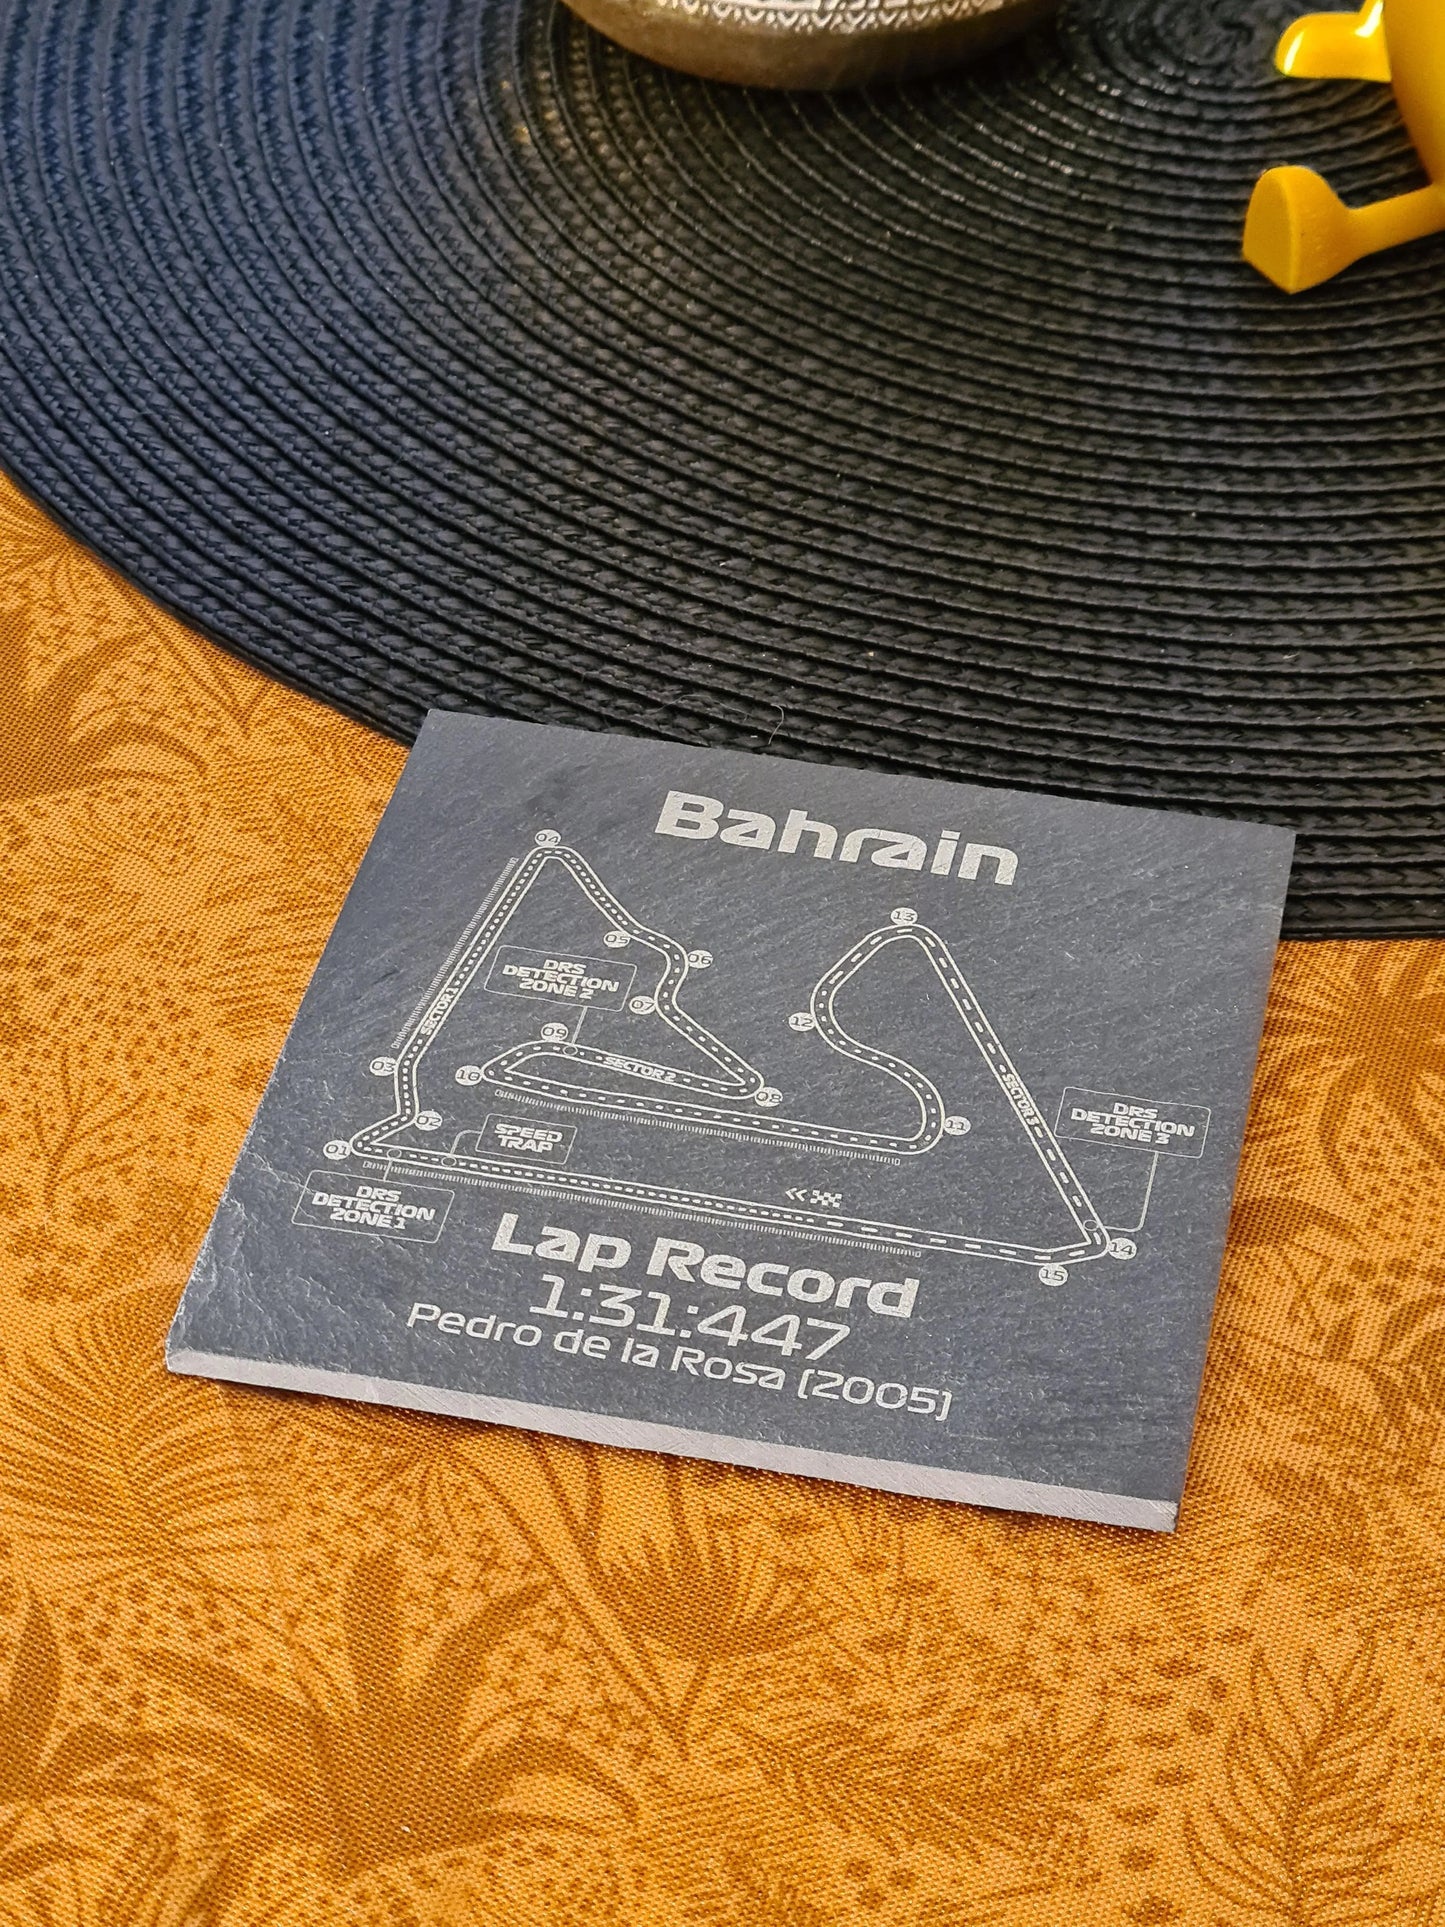 Bahrain
04
13
05
06
DRS
DETECTION
ZONE 2
07
12
SECTOR 1
09
SECTOR 2
03
10
08
SECTOR 3
DRS
DETECTION
ZONE 3
02
11
SPEED
TRAP
01
DRS
DETECTION
ZONE 1
14
15
Lap Record
1:31:447
Pedro de la Rosa (2005)